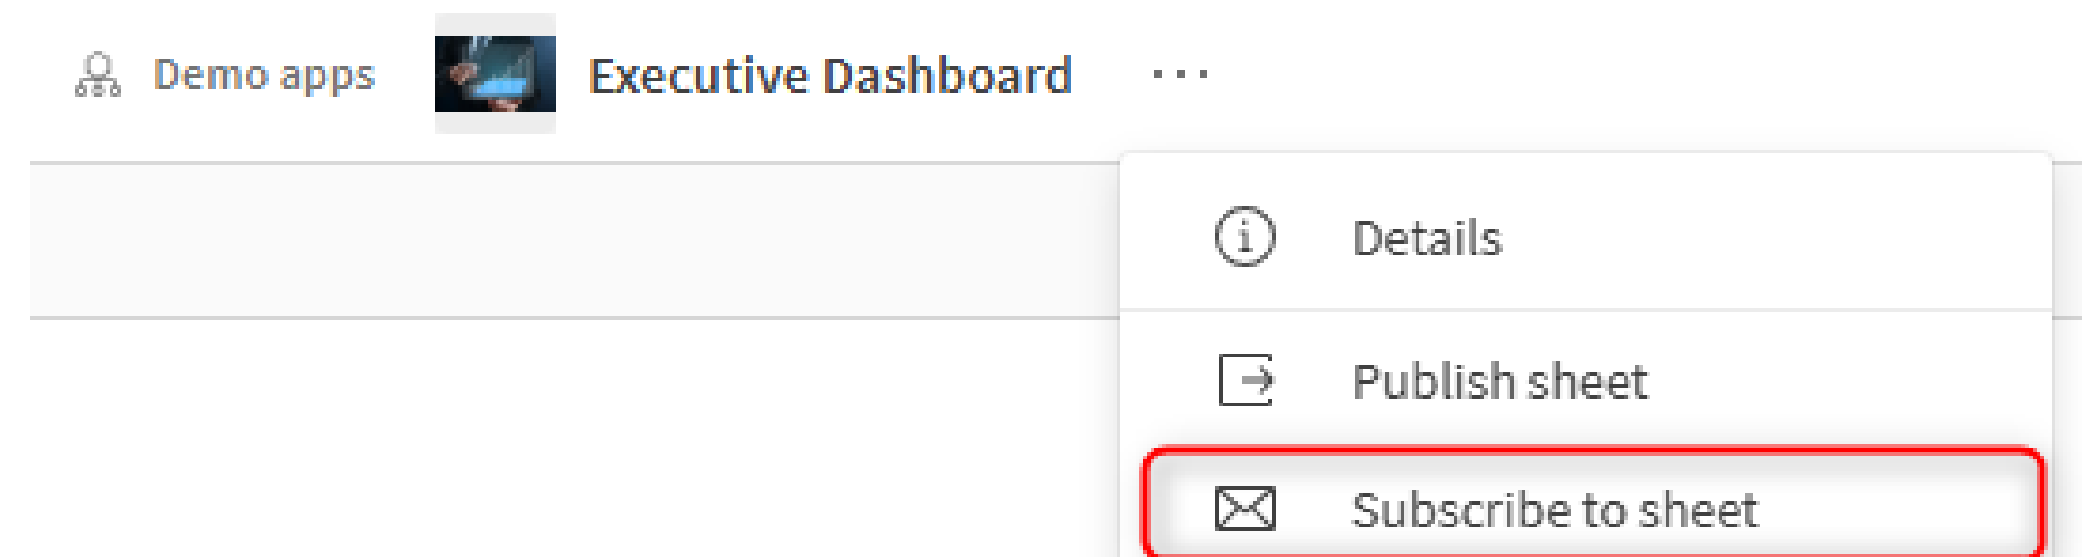 Demo apps Executive Dashboard ...
Details
Publish sheet
Subscribe to sheet